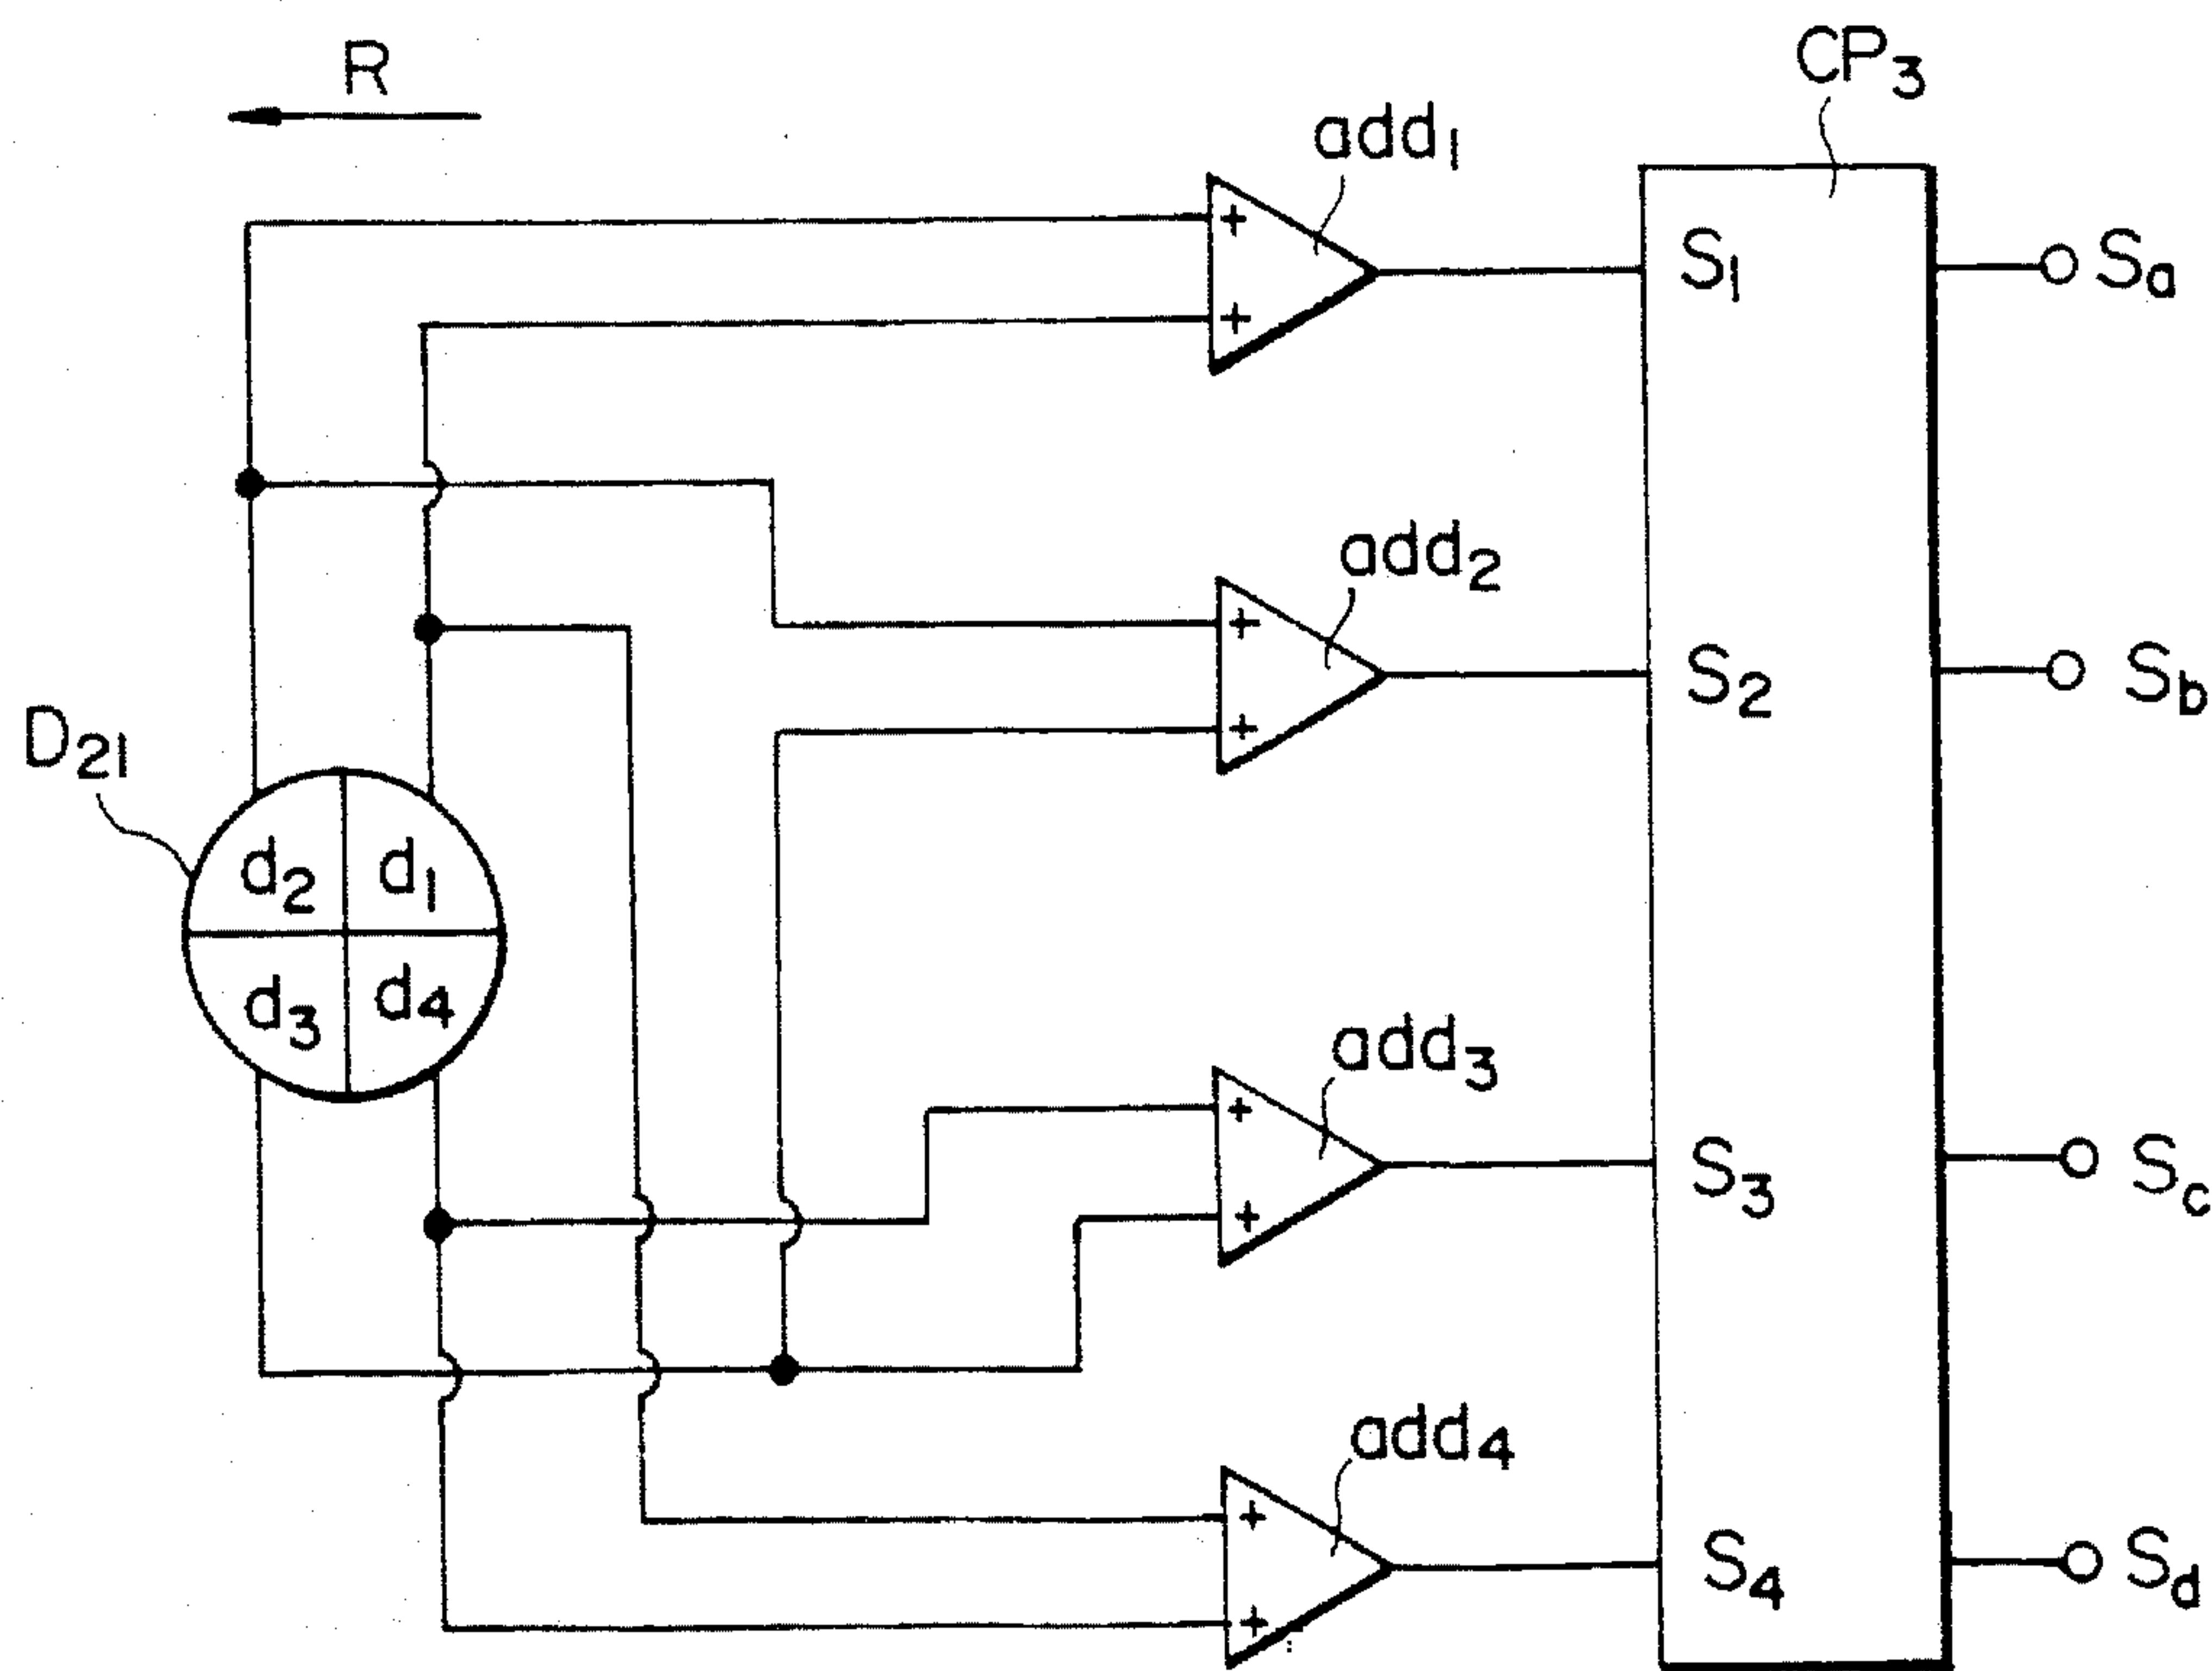 R
CP3
add1
+
+
S1
Sa
add2
+
+
S2
Sb
D21
d2
d1
d3
d4
add3
+
+
S3
Sc
add4
+
+
S4
Sd